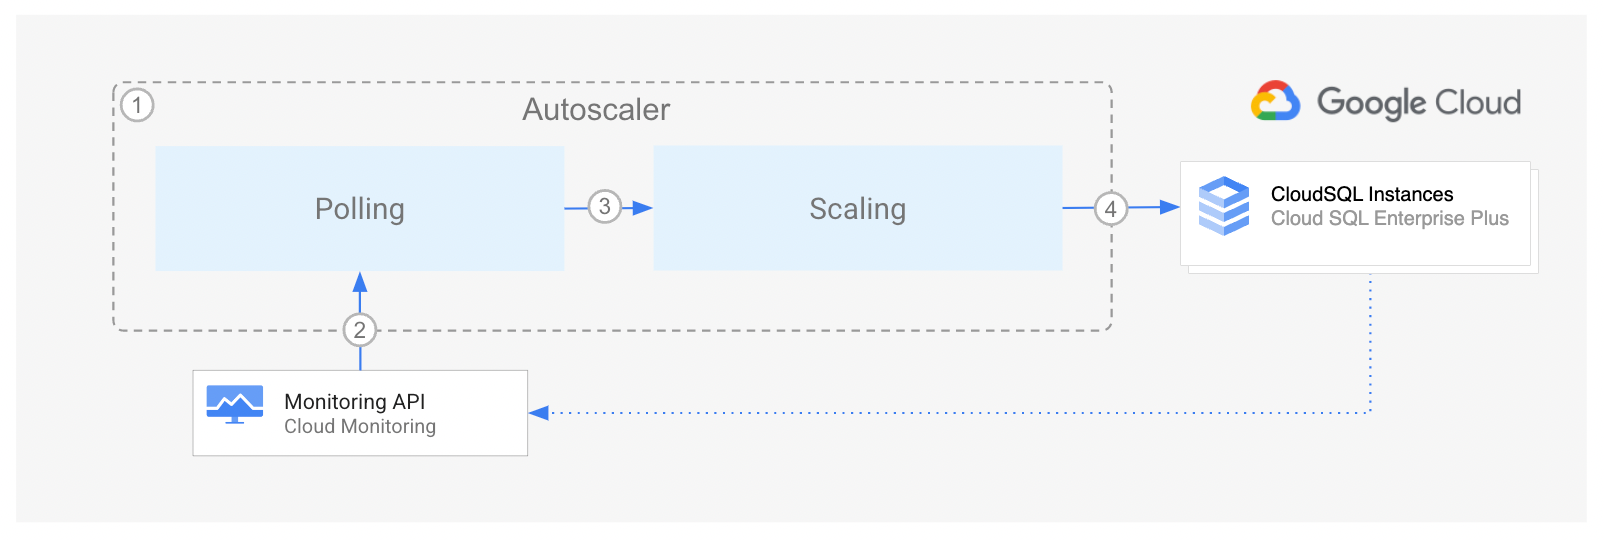 1
Autoscaler
Google Cloud
Polling
3
Scaling
4
CloudSQL Instances
Cloud SQL Enterprise Plus
2
Monitoring API
Cloud Monitoring